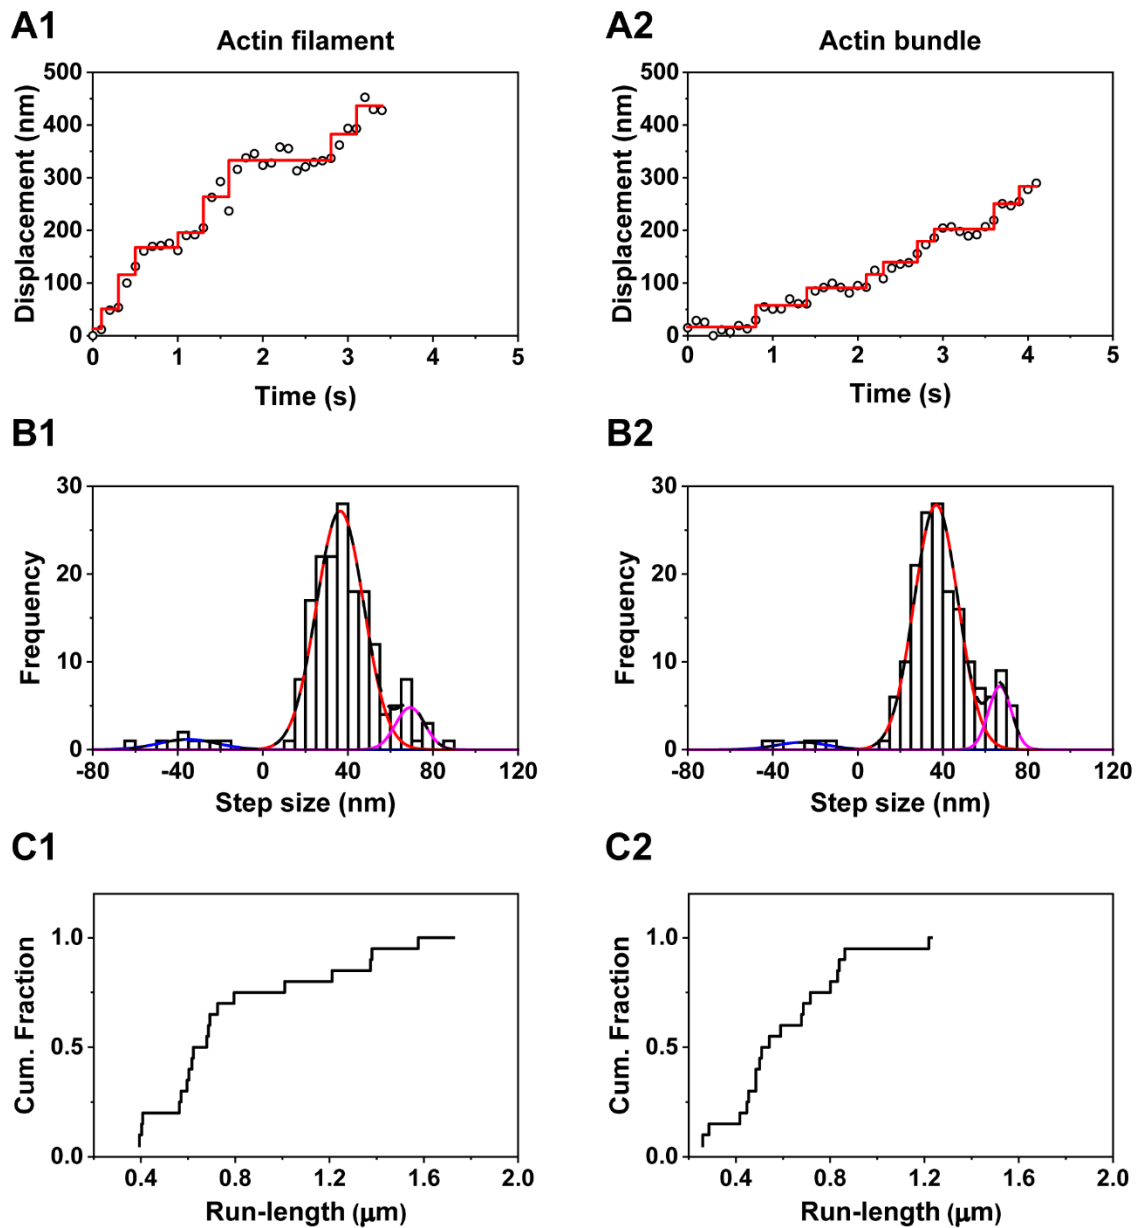 A1
Actin filament
Displacement (nm)
500
400
300
200
100
0
0 1 2 3 4 5
Time (s)
A2
Actin bundle
Displacement (nm)
500
400
300
200
100
0
0 1 2 3 4 5
Time (s)
B1
Frequency
30
20
10
0
-80 -40 0 40 80 120
Step size (nm)
B2
Frequency
30
20
10
0
-80 -40 0 40 80 120
Step size (nm)
C1
Cum. Fraction
1.0
0.5
0.0
0.4 0.8 1.2 1.6 2.0
Run-length (μm)
C2
Cum. Fraction
1.0
0.5
0.0
0.4 0.8 1.2 1.6 2.0
Run-length (μm)